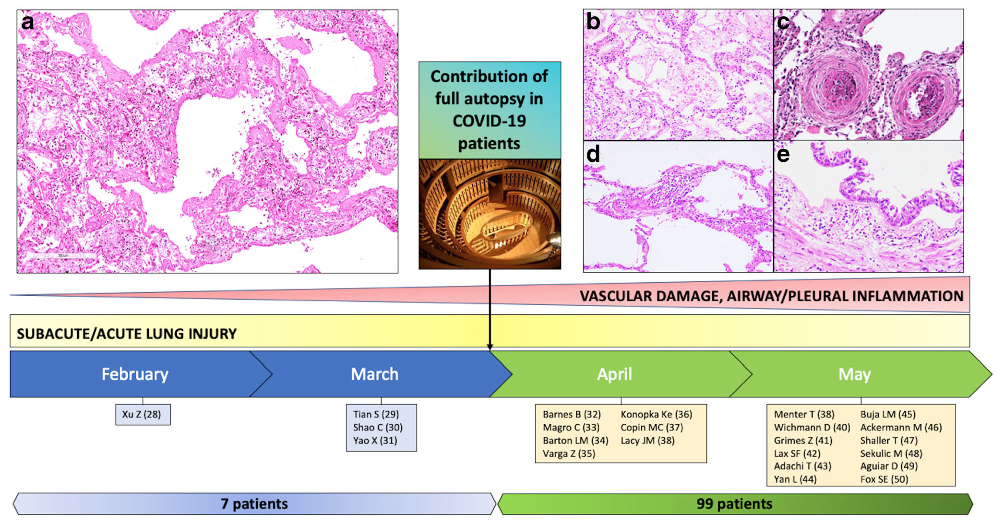 a
b
c
d
e
Contribution of
full autopsy in
COVID-19
patients
VASCULAR DAMAGE, AIRWAY/PLEURAL INFLAMMATION
SUBACUTE/ACUTE LUNG INJURY
February
March
April
May
Xu Z (28)
Tian S (29)
Shao C (30)
Yao X (31)
Barnes B (32)
Magro C (33)
Barton LM (34)
Varga Z (35)
Konopka Ke (36)
Copin MC (37)
Lacy JM (38)
Menter T (38)
Wichmann D (40)
Grimes Z (41)
Lax SF (42)
Adachi T (43)
Yan L (44)
Buja LM (45)
Ackermann M (46)
Shaller T (47)
Sekulic M (48)
Aguiar D (49)
Fox SE (50)
7 patients
99 patients